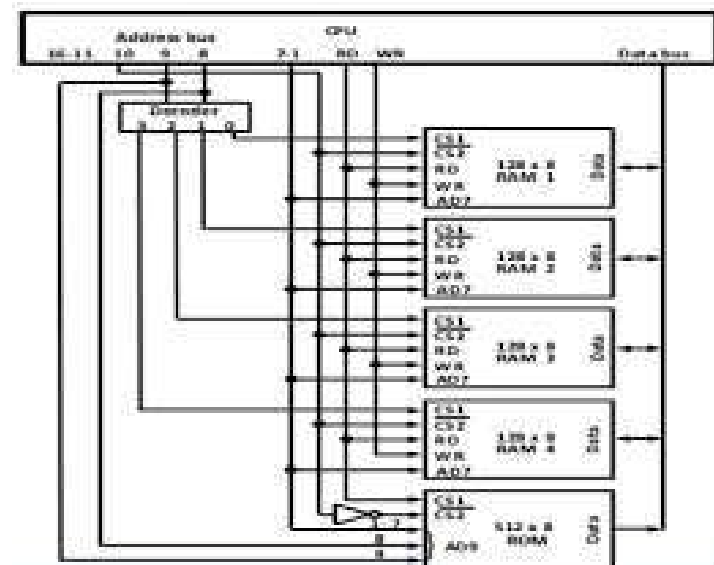 CPU
Address bus
16-11 10 9 8 7-1 RD WR Data bus
Decoder
3 2 1 0
CS1
CS2
RD
WR
AD7
128 x 8
RAM 1
Data
CS1
CS2
RD
WR
AD7
128 x 8
RAM 2
Data
CS1
CS2
RD
WR
AD7
128 x 8
RAM 3
Data
CS1
CS2
RD
WR
AD7
128 x 8
RAM 4
Data
CS1
CS2
512 x 8
ROM
AD9
Data
8
9